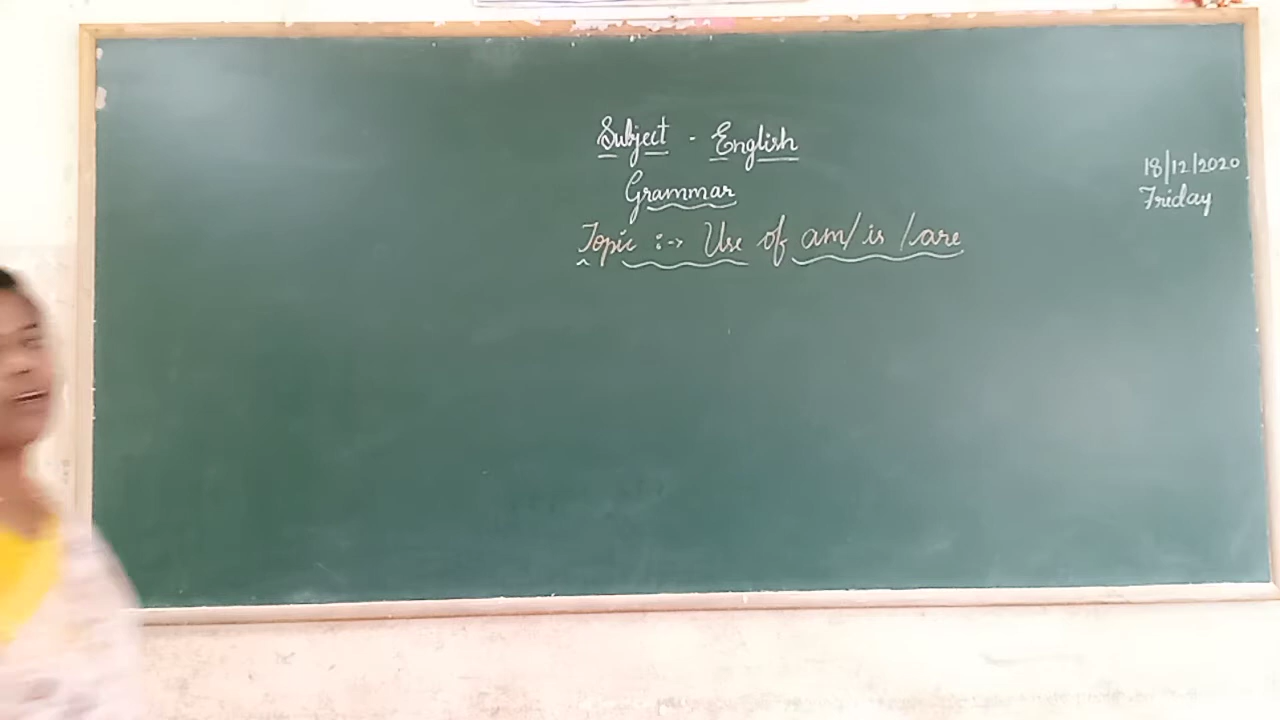 Subject - English
Grammar
Topic :-> Use of am/ is /are
18/12/2020
Friday